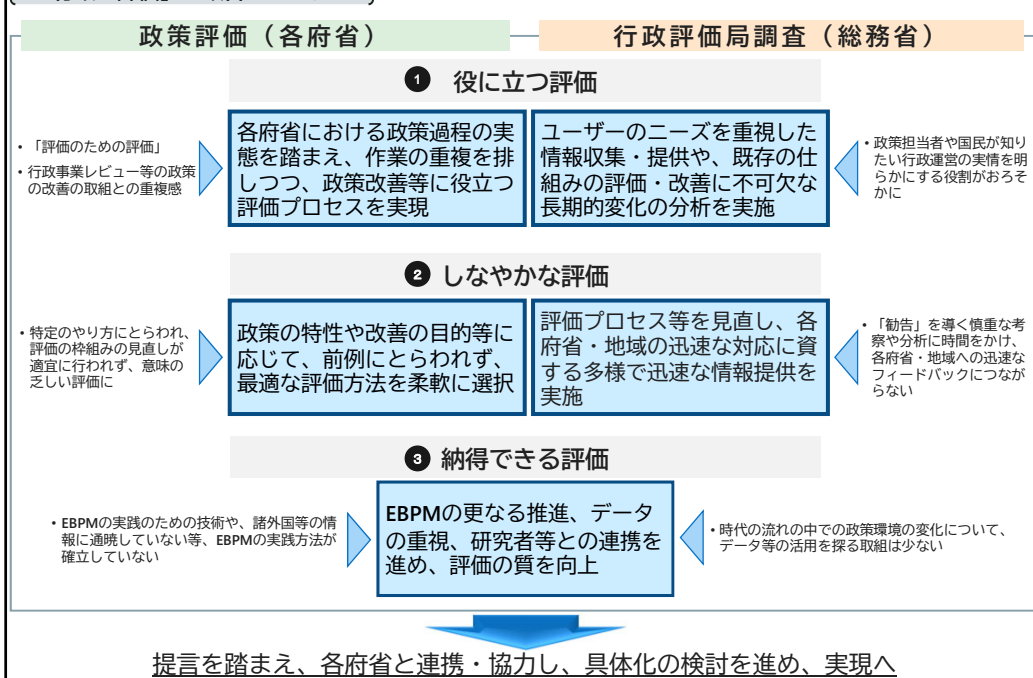 政策評価（各府省）
行政評価局調査（総務省）
❶ 役に立つ評価
・「評価のための評価」
・行政事業レビュー等の政策
の改善の取組との重複感
各府省における政策過程の実
態を踏まえ、作業の重複を排
しつつ、政策改善等に役立つ
評価プロセスを実現
ユーザーのニーズを重視した
情報収集・提供や、既存の仕
組みの評価・改善に不可欠な
長期的変化の分析を実施
・政策担当者や国民が知り
たい行政運営の実情を明
らかにする役割がおろそ
かに
❷ しなやかな評価
・特定のやり方にとらわれ、
評価の枠組みの見直しが
適宜に行われず、意味の
乏しい評価に
政策の特性や改善の目的等に
応じて、前例にとらわれず、
最適な評価方法を柔軟に選択
評価プロセス等を見直し、各
府省・地域の迅速な対応に資
する多様で迅速な情報提供を
実施
・「勧告」を導く慎重な考
察や分析に時間をかけ、
各府省・地域への迅速な
フィードバックにつなが
らない
❸ 納得できる評価
・EBPMの実践のための技術や、諸外国等の情
報に通暁していない等、EBPMの実践方法が
確立していない
EBPMの更なる推進、データ
の重視、研究者等との連携を
進め、評価の質を向上
・時代の流れの中での政策環境の変化について、
データ等の活用を探る取組は少ない
提言を踏まえ、各府省と連携・協力し、具体化の検討を進め、実現へ